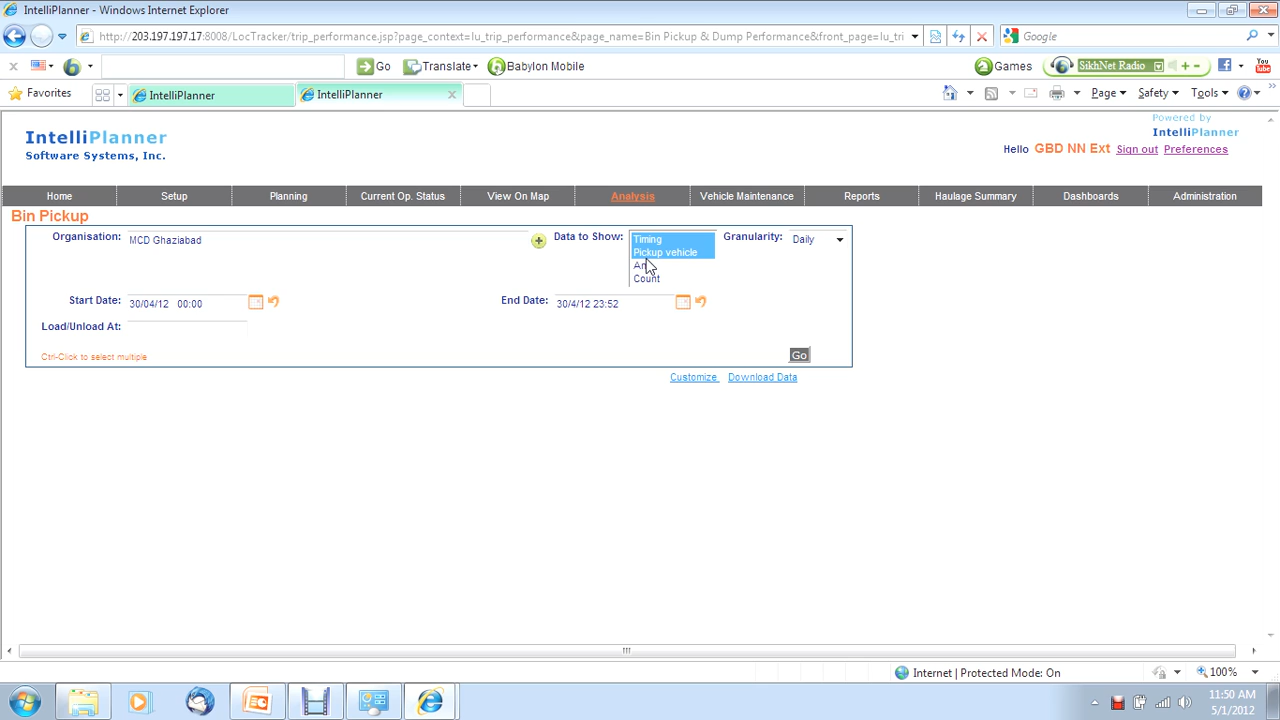 IntelliPlanner - Windows Internet Explorer
http://203.197.197.17:8008/LocTracker/trip_performance.jsp?page_context=lu_trip_performance&page_name=Bin Pickup & Dump Performance&front_page=lu_tri
Google
Go
Translate
Babylon Mobile
Games
SikhNet Radio
You Tube
Favorites
IntelliPlanner
IntelliPlanner
Page
Safety
Tools
Powered by
IntelliPlanner
IntelliPlanner
Software Systems, Inc.
Hello GBD NN Ext Sign out Preferences
Home
Setup
Planning
Current Op. Status
View On Map
Analysis
Vehicle Maintenance
Reports
Haulage Summary
Dashboards
Administration
Bin Pickup
Organisation: MCD Ghaziabad
Data to Show:
Timing
Pickup vehicle
Count
Granularity: Daily
Start Date: 30/04/12 00:00
End Date: 30/4/12 23:52
Load/Unload At:
Ctrl-Click to select multiple
Go
Customize
Download Data
Internet | Protected Mode: On
100%
11:50 AM
5/1/2012